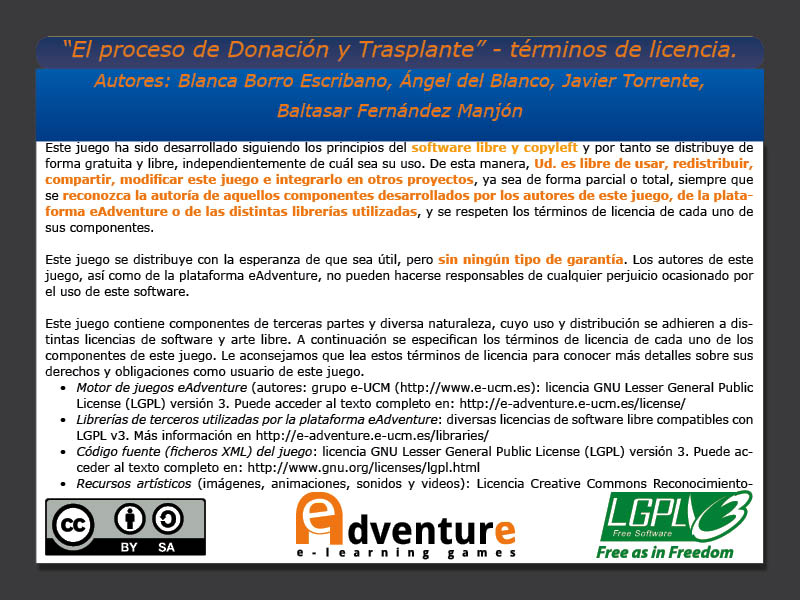 “El proceso de Donación y Trasplante” - términos de licencia.
Autores: Blanca Borro Escribano, Ángel del Blanco, Javier Torrente,
Baltasar Fernández Manjón
Este juego ha sido desarrollado siguiendo los principios del software libre y copyleft y por tanto se distribuye de
forma gratuita y libre, independientemente de cuál sea su uso. De esta manera, Ud. es libre de usar, redistribuir,
compartir, modificar este juego e integrarlo en otros proyectos, ya sea de forma parcial o total, siempre que
se reconozca la autoría de aquellos componentes desarrollados por los autores de este juego, de la plata-
forma eAdventure o de las distintas librerías utilizadas, y se respeten los términos de licencia de cada uno de
sus componentes.
Este juego se distribuye con la esperanza de que sea útil, pero sin ningún tipo de garantía. Los autores de este
juego, así como de la plataforma eAdventure, no pueden hacerse responsables de cualquier perjuicio ocasionado por
el uso de este software.
Este juego contiene componentes de terceras partes y diversa naturaleza, cuyo uso y distribución se adhieren a dis-
tintas licencias de software y arte libre. A continuación se especifican los términos de licencia de cada uno de los
componentes de este juego. Le aconsejamos que lea estos términos de licencia para conocer más detalles sobre sus
derechos y obligaciones como usuario de este juego.
• Motor de juegos eAdventure (autores: grupo e-UCM (http://www.e-ucm.es): licencia GNU Lesser General Public
License (LGPL) versión 3. Puede acceder al texto completo en: http://e-adventure.e-ucm.es/license/
• Librerías de terceros utilizadas por la plataforma eAdventure: diversas licencias de software libre compatibles con
LGPL v3. Más información en http://e-adventure.e-ucm.es/libraries/
• Código fuente (ficheros XML) del juego: licencia GNU Lesser General Public License (LGPL) versión 3. Puede ac-
ceder al texto completo en: http://www.gnu.org/licenses/lgpl.html
• Recursos artísticos (imágenes, animaciones, sonidos y videos): Licencia Creative Commons Reconocimiento-
cc
BY SA
eAdventure
e-learning games
LGPLv3
Free Software
Free as in Freedom